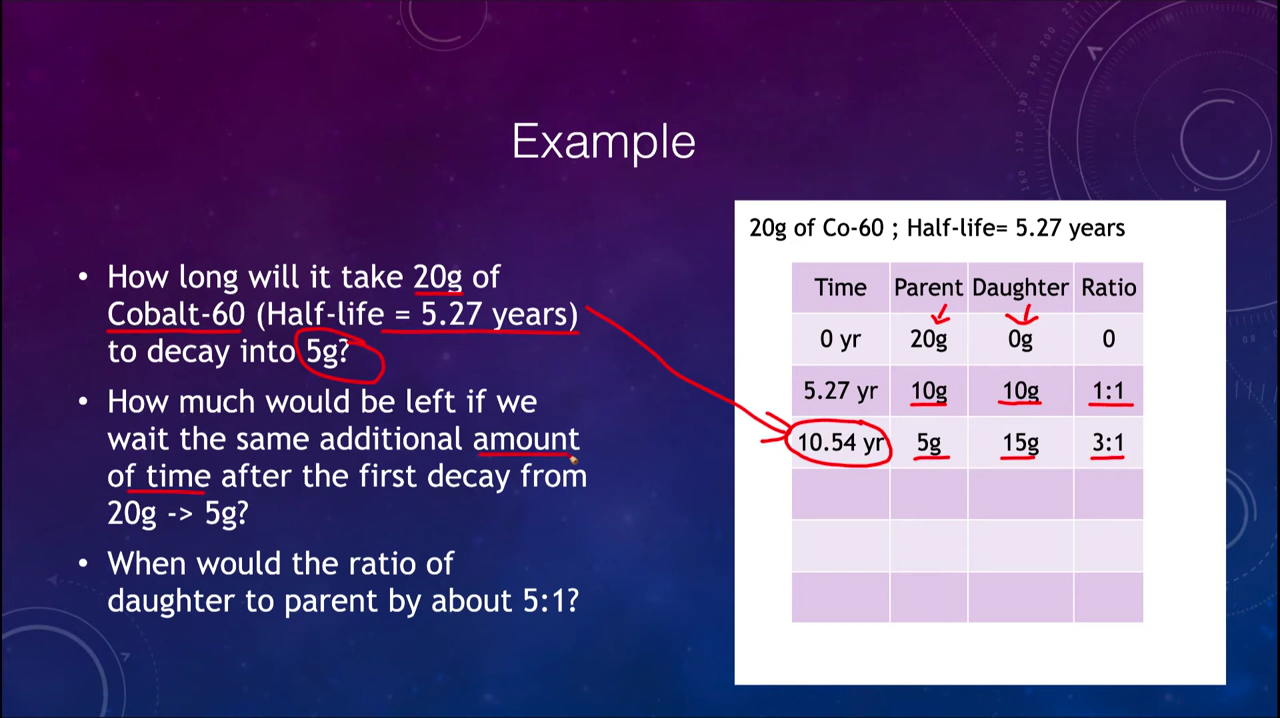 Example
• How long will it take 20g of
Cobalt-60 (Half-life = 5.27 years)
to decay into 5g?
• How much would be left if we
wait the same additional amount
of time after the first decay from
20g -> 5g?
• When would the ratio of
daughter to parent by about 5:1?
20g of Co-60 ; Half-life= 5.27 years
Time Parent Daughter Ratio
0 yr 20g 0g 0
5.27 yr 10g 10g 1:1
10.54 yr 5g 15g 3:1